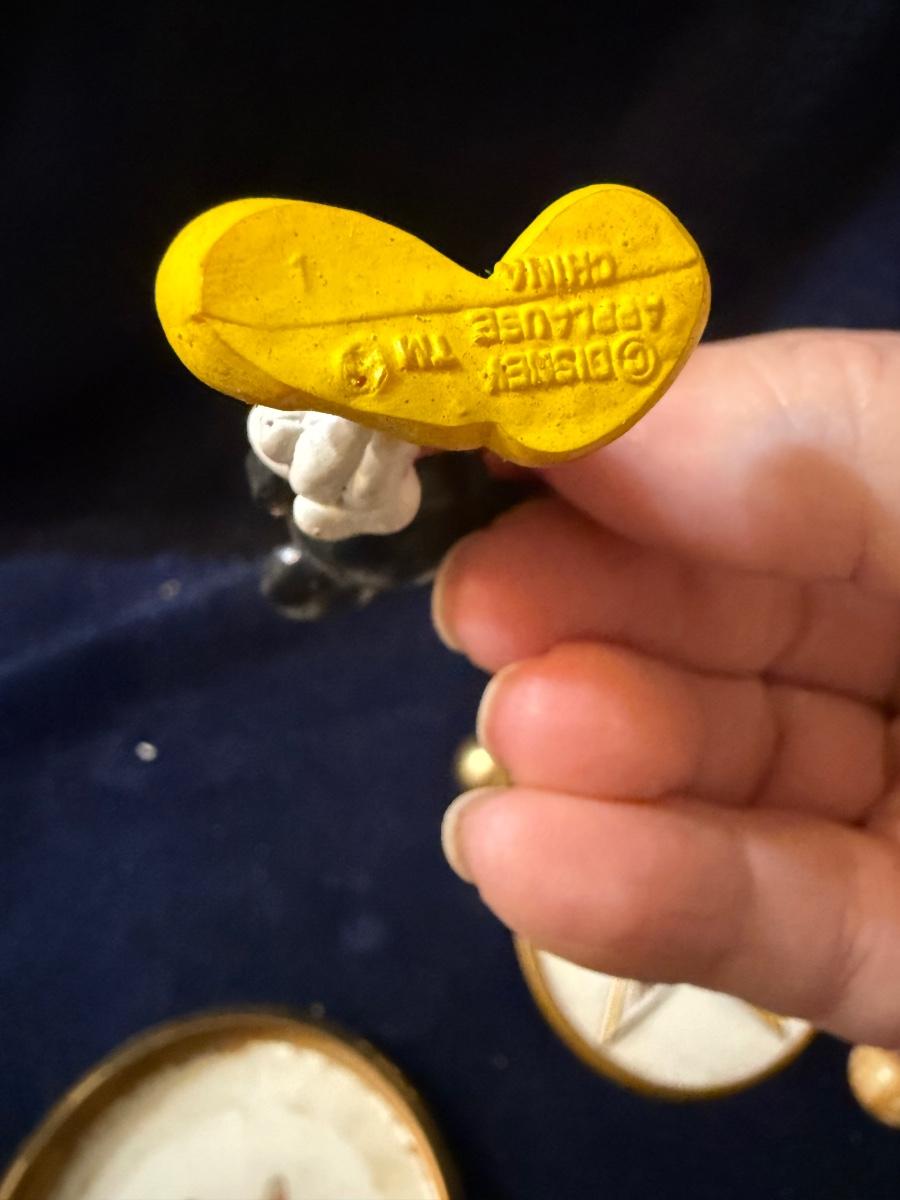 ©DISNEY TM
APPLAUSE
CHINA
1